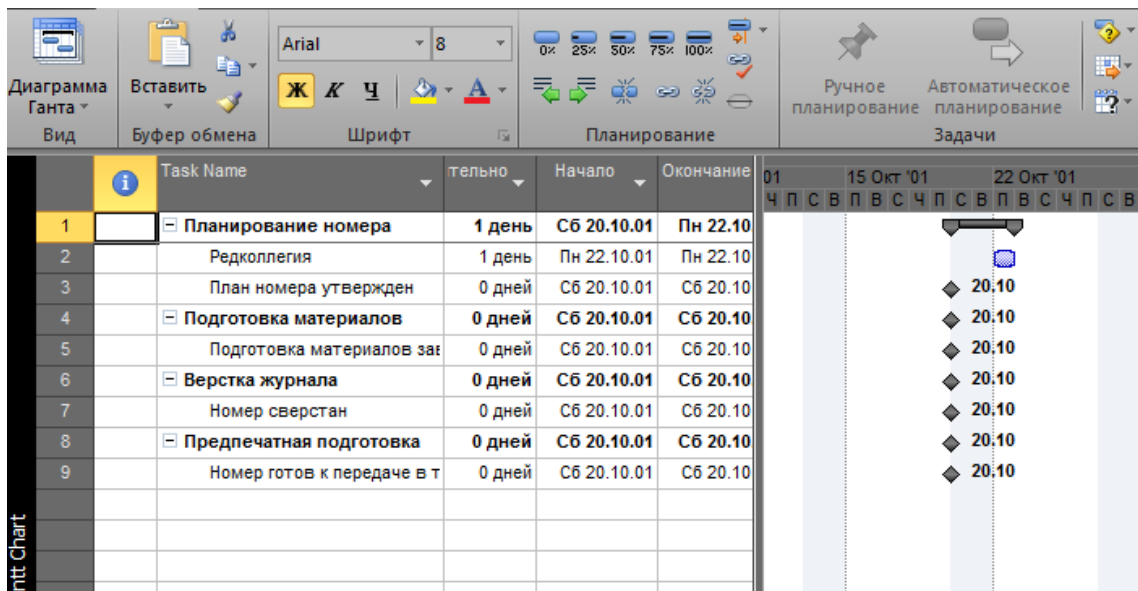 Arial 8
0% 25% 50% 75% 100%
Ж К Ч А
Диаграмма Ганта
Вставить
Ручное планирование
Автоматическое планирование
Вид Буфер обмена Шрифт Планирование Задачи
Task Name тельно Начало Окончание 01 15 Окт '01 22 Окт '01
Ч П С В П В С Ч П С В П В С Ч П С В
1 Планирование номера 1 день Сб 20.10.01 Пн 22.10
2 Редколлегия 1 день Пн 22.10.01 Пн 22.10
3 План номера утвержден 0 дней Сб 20.10.01 Сб 20.10 20.10
4 Подготовка материалов 0 дней Сб 20.10.01 Сб 20.10 20.10
5 Подготовка материалов зав 0 дней Сб 20.10.01 Сб 20.10 20.10
6 Верстка журнала 0 дней Сб 20.10.01 Сб 20.10 20.10
7 Номер сверстан 0 дней Сб 20.10.01 Сб 20.10 20.10
8 Предпечатная подготовка 0 дней Сб 20.10.01 Сб 20.10 20.10
9 Номер готов к передаче в т 0 дней Сб 20.10.01 Сб 20.10 20.10
ntt Chart